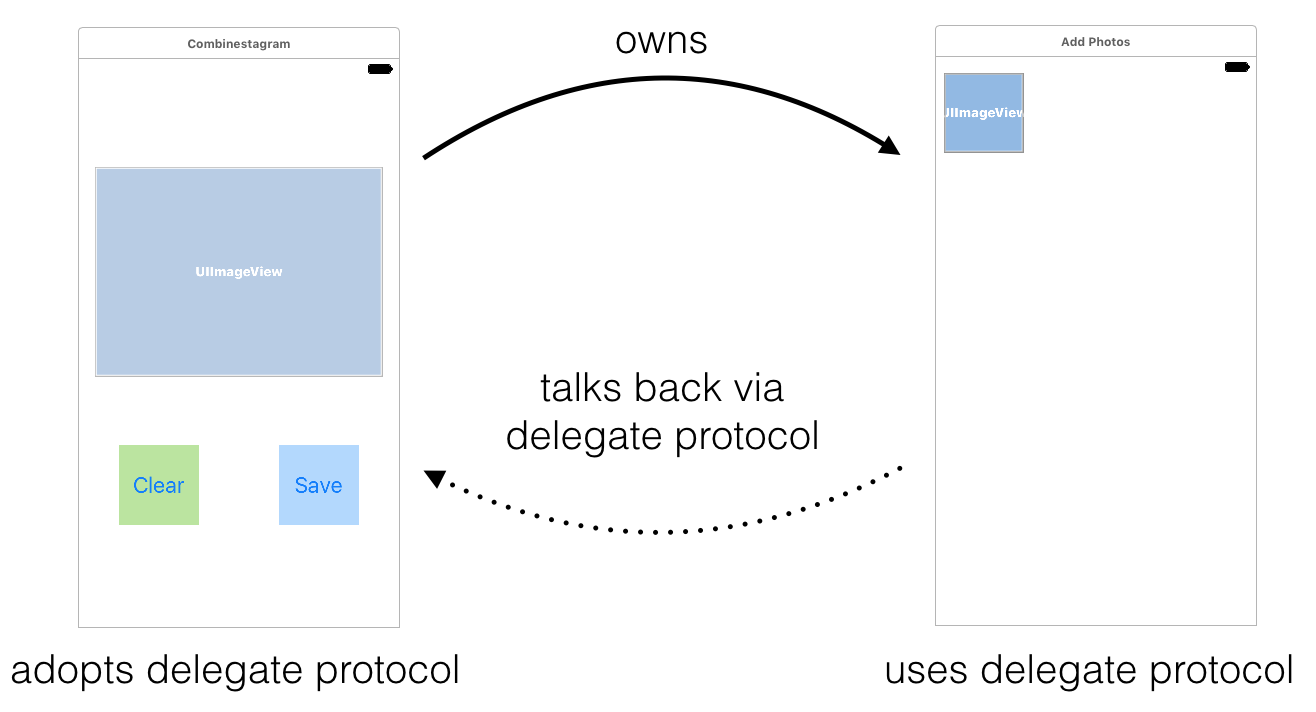 Combinestagram
owns
Add Photos
UIImageView
UIImageView
talks back via
delegate protocol
Clear
Save
adopts delegate protocol
uses delegate protocol